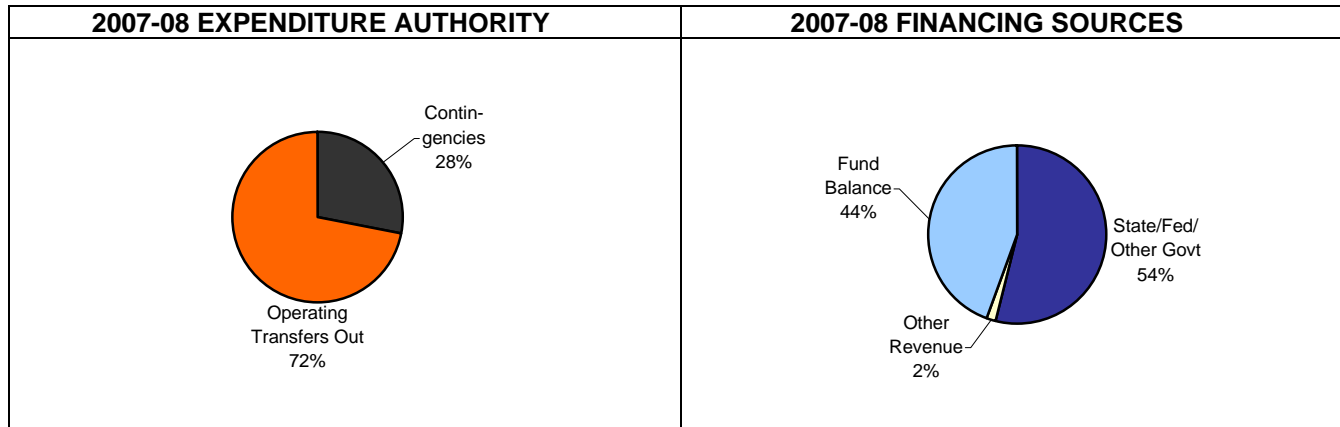 2007-08 EXPENDITURE AUTHORITY
Contin-
gencies
28%
Operating
Transfers Out
72%
2007-08 FINANCING SOURCES
Fund
Balance
44%
State/Fed/
Other Govt
54%
Other
Revenue
2%